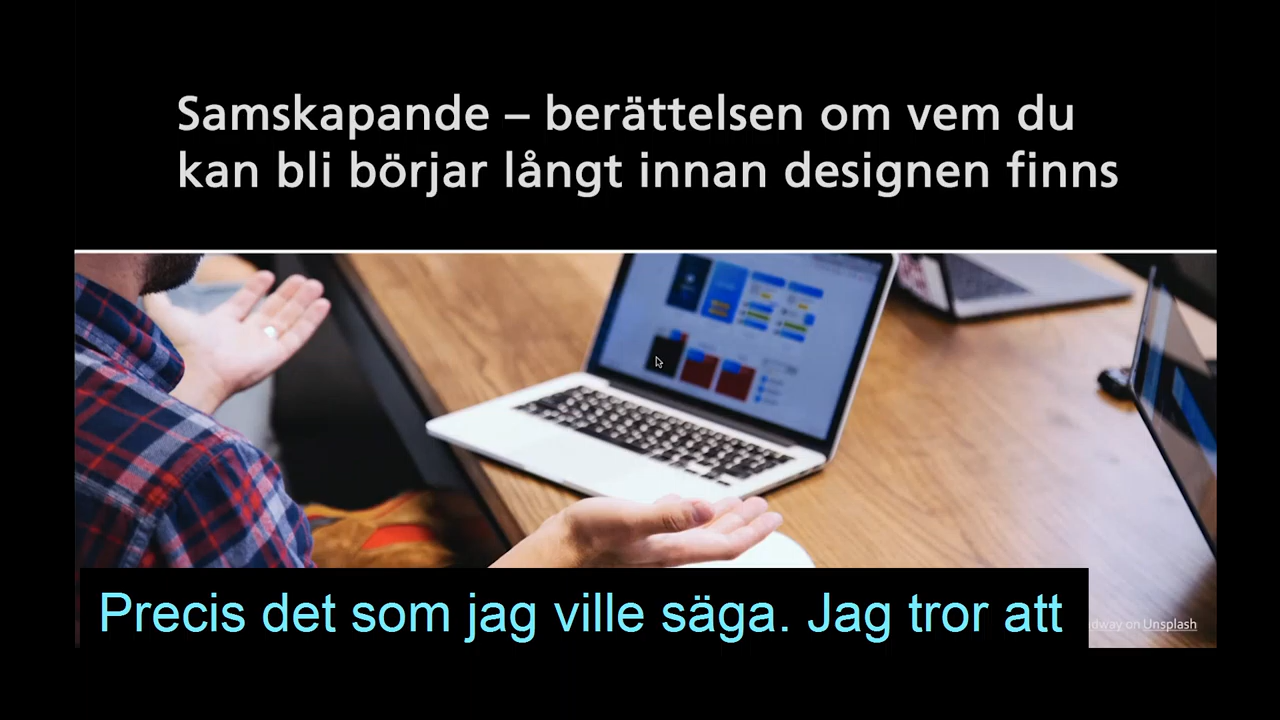 Samskapande – berättelsen om vem du
kan bli börjar långt innan designen finns
Precis det som jag ville säga. Jag tror att
on Unsplash